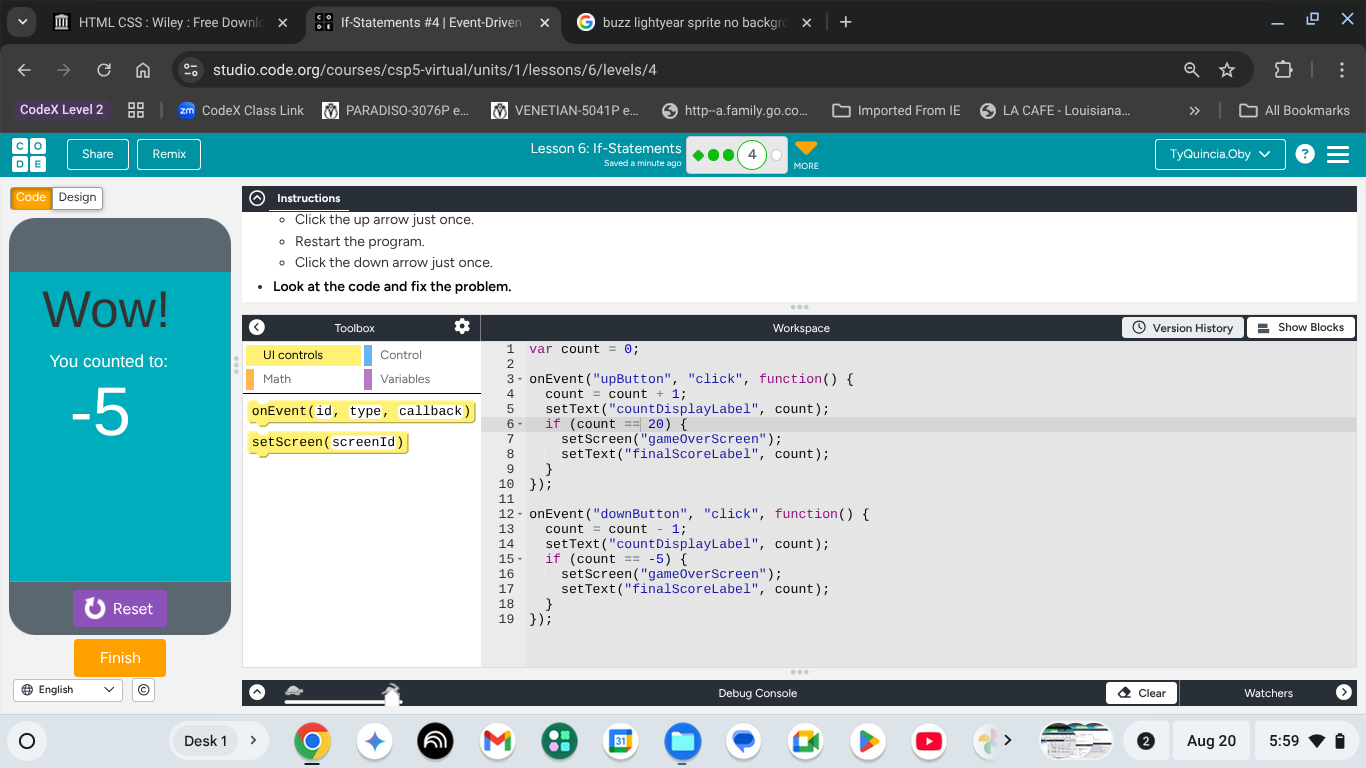 HTML CSS : Wiley : Free Downl
If-Statements #4 | Event-Driven
buzz lightyear sprite no backgro
studio.code.org/courses/csp5-virtual/units/1/lessons/6/levels/4
CodeX Level 2
zm CodeX Class Link
PARADISO-3076P e...
VENETIAN-5041P e...
http--a.family.go.co...
Imported From IE
LA CAFE - Louisiana...
»
All Bookmarks
C O D E
Share
Remix
Lesson 6: If-Statements
Saved a minute ago
4
MORE
TyQuincia.Oby
?
Code
Design
Instructions
Click the up arrow just once.
Restart the program.
Click the down arrow just once.
Look at the code and fix the problem.
Wow!
You counted to:
-5
Reset
Finish
English
©
Toolbox
Workspace
Version History
Show Blocks
UI controls
Control
Math
Variables
onEvent(id, type, callback)
setScreen(screenId)
1 var count = 0;
2
3 onEvent("upButton", "click", function() {
4 count = count + 1;
5 setText("countDisplayLabel", count);
6 if (count == 20) {
7 setScreen("gameOverScreen");
8 setText("finalScoreLabel", count);
9 }
10 });
11
12 onEvent("downButton", "click", function() {
13 count = count - 1;
14 setText("countDisplayLabel", count);
15 if (count == -5) {
16 setScreen("gameOverScreen");
17 setText("finalScoreLabel", count);
18 }
19 });
Debug Console
Clear
Watchers
Desk 1
31
2
Aug 20
5:59